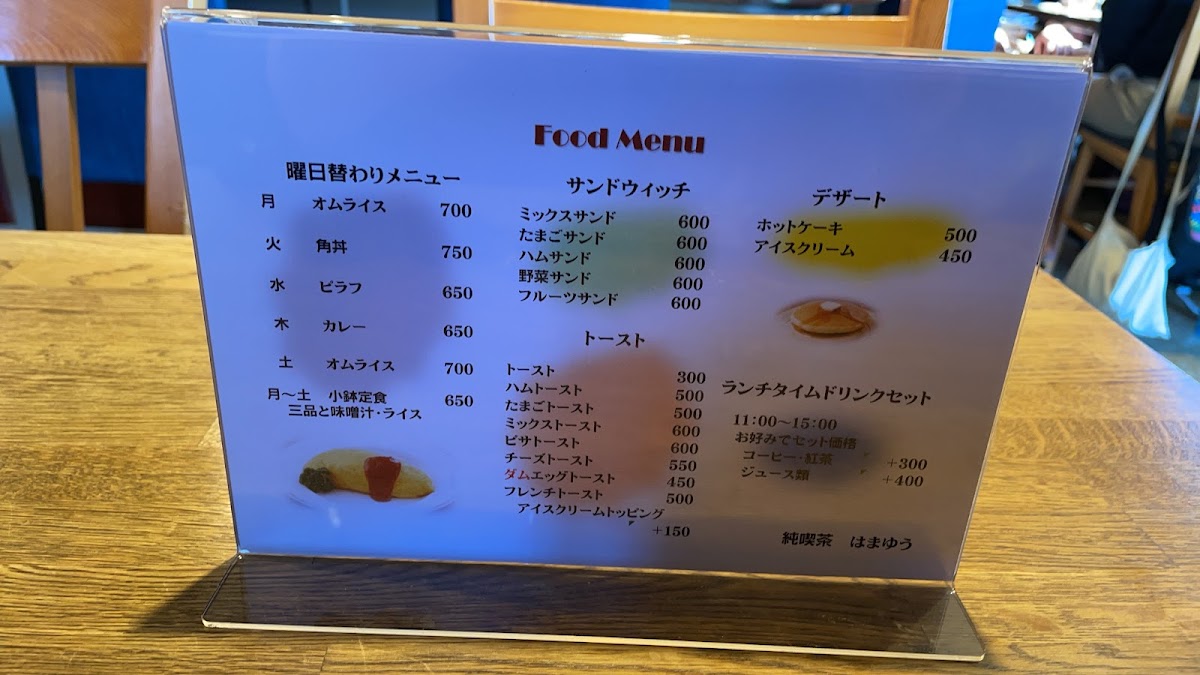 Food Menu
曜日替わりメニュー
月 オムライス 700
火 角丼 750
水 ピラフ 650
木 カレー 650
土 オムライス 700
月～土 小鉢定食 650
三品と味噌汁・ライス
サンドウィッチ
ミックスサンド 600
たまごサンド 600
ハムサンド 600
野菜サンド 600
フルーツサンド 600
トースト
トースト 300
ハムトースト 500
たまごトースト 500
ミックストースト 600
ピサトースト 600
チーズトースト 550
ダムエッグトースト 450
フレンチトースト 500
アイスクリームトッピング
+150
デザート
ホットケーキ 500
アイスクリーム 450
ランチタイムドリンクセット
11:00～15:00
お好みでセット価格
コーヒー・紅茶 +300
ジュース類 +400
純喫茶 はまゆう